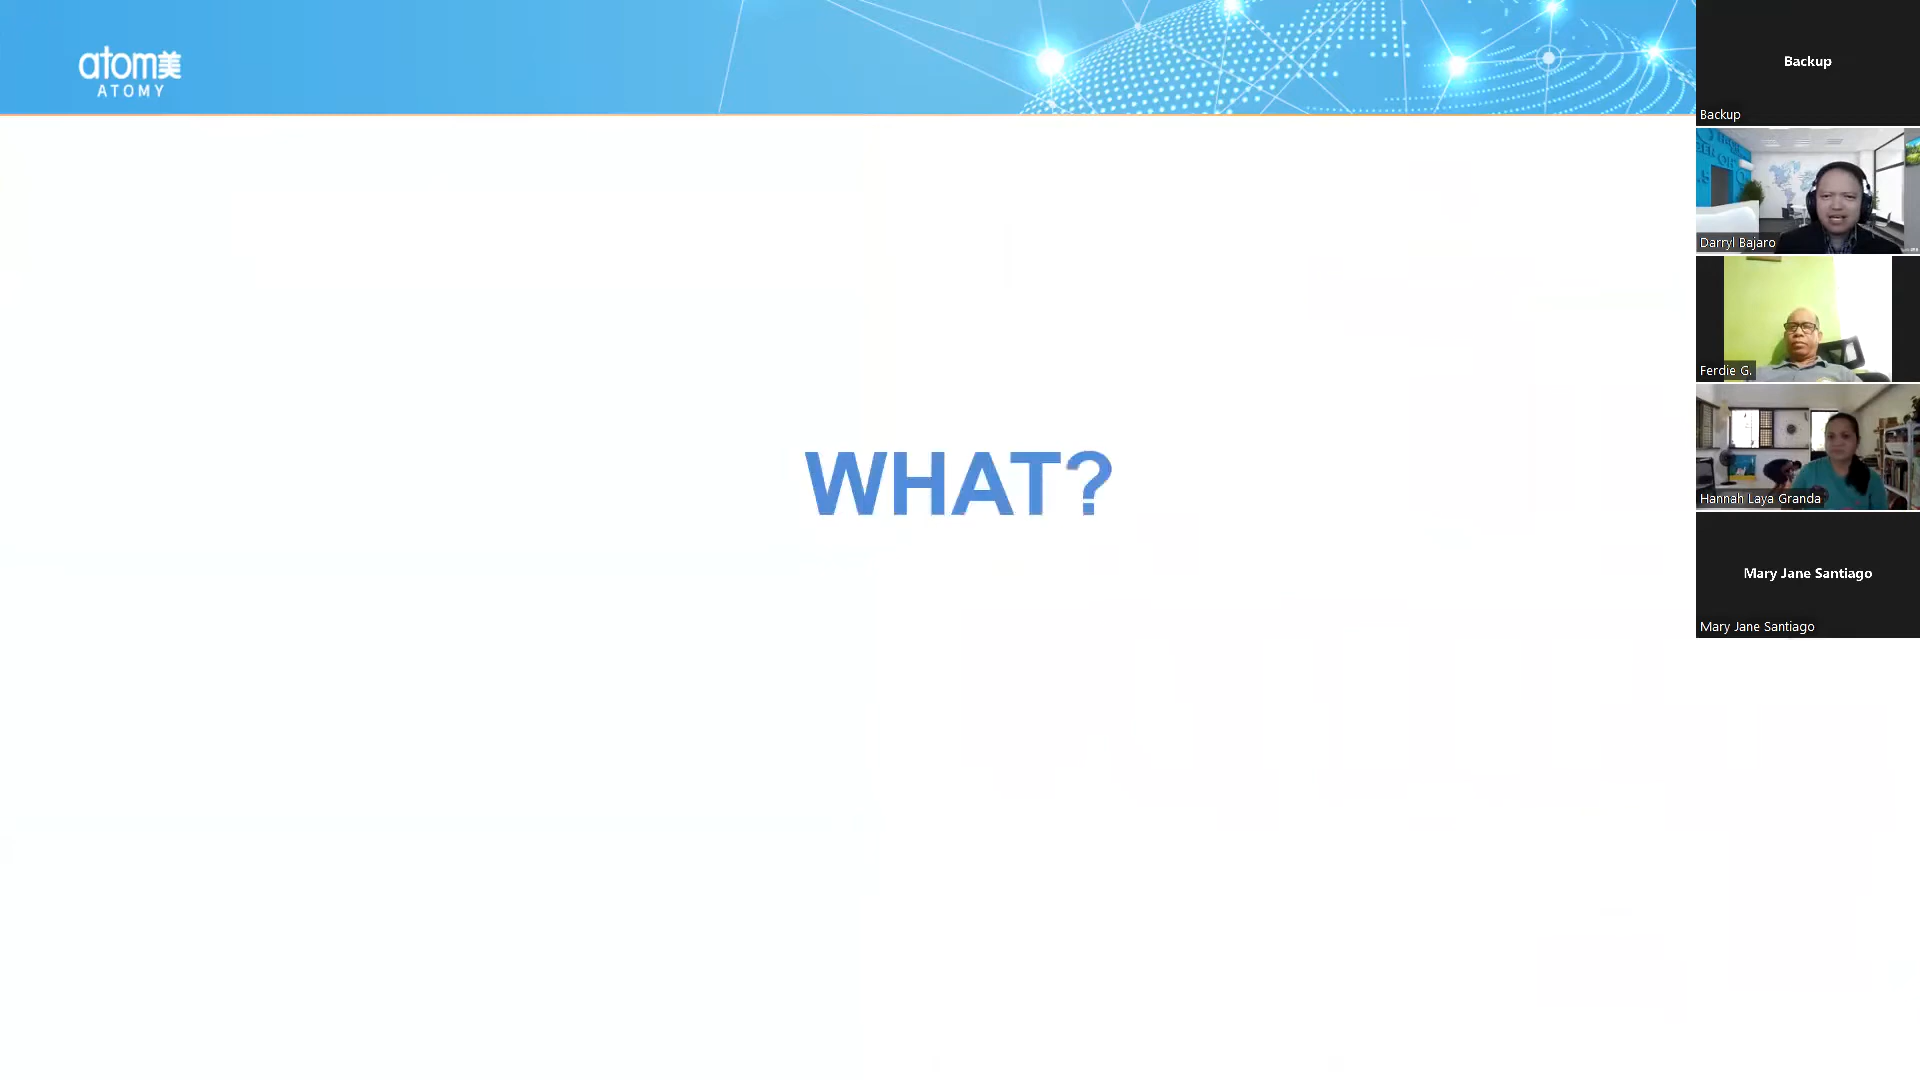 atom美
ATOMY
WHAT?
Backup
Backup
Darryl Bajaro
Ferdie G.
Hannah Laya Granda
Mary Jane Santiago
Mary Jane Santiago